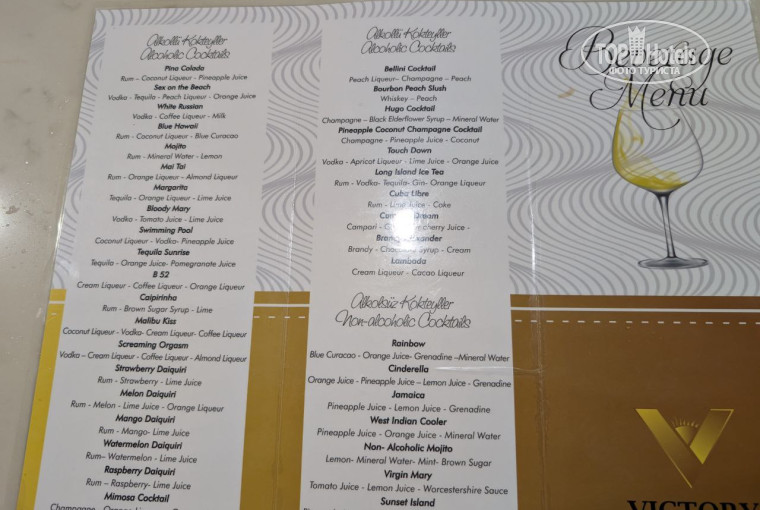 Alkollü Kokteyller
Alcoholic Cocktails
Pina Colada
Rum - Coconut Liqueur - Pineapple Juice
Sex on the Beach
Vodka - Tequila - Peach Liqueur - Orange Juice
White Russian
Vodka - Coffee Liqueur - Milk
Blue Hawaii
Rum - Coconut Liqueur - Blue Curacao
Mojito
Rum - Mineral Water - Lemon
Mai Tai
Rum - Orange Liqueur - Almond Liqueur
Margarita
Tequila - Orange Liqueur - Lime Juice
Bloody Mary
Vodka - Tomato Juice - Lime Juice
Swimming Pool
Coconut Liqueur - Vodka- Pineapple Juice
Tequila Sunrise
Tequila - Orange Juice- Pomegranate Juice
B 52
Cream Liqueur - Coffee Liqueur - Orange Liqueur
Caipirinha
Rum - Brown Sugar Syrup - Lime
Malibu Kiss
Coconut Liqueur - Vodka- Cream Liqueur- Coffee Liqueur
Screaming Orgasm
Vodka – Cream Liqueur - Coffee Liqueur - Almond Liqueur
Strawberry Daiquiri
Rum - Strawberry - Lime Juice
Melon Daiquiri
Rum - Melon - Lime Juice - Orange Liqueur
Mango Daiquiri
Rum - Mango- Lime Juice
Watermelon Daiquiri
Rum– Watermelon - Lime Juice
Raspberry Daiquiri
Rum – Raspberry- Lime Juice
Mimosa Cocktail
Champagne - Orange
Alkollü Kokteyller
Alcoholic Cocktails
Bellini Cocktail
Peach Liqueur- Champagne – Peach
Bourbon Peach Slush
Whiskey – Peach
Hugo Cocktail
Champagne – Black Elderflower Syrup – Mineral Water
Pineapple Coconut Champagne Cocktail
Champagne - Pineapple Juice - Coconut
Touch Down
Vodka - Apricot Liqueur - Lime Juice - Orange Juice
Long Island Ice Tea
Rum - Vodka- Tequila- Gin- Orange Liqueur
Cuba Libre
Rum - Lime Juice - Coke
Dream
Campari - cherry Juice -
Brandy
Brandy - Syrup - Cream
Lambada
Cream Liqueur - Cacao Liqueur
Alkolsüz Kokteyller
Non-alcoholic Cocktails
Rainbow
Blue Curacao - Orange Juice- Grenadine –Mineral Water
Cinderella
Orange Juice - Pineapple Juice – Lemon Juice - Grenadine
Jamaica
Pineapple Juice - Lemon Juice - Grenadine
West Indian Cooler
Pineapple Juice - Orange Juice - Mineral Water
Non- Alcoholic Mojito
Lemon- Mineral Water- Mint- Brown Sugar
Virgin Mary
Tomato Juice - Lemon Juice - Worcestershire Sauce
Sunset Island
Beverage
Menu
TOPHotels
ФОТО ТУРИСТА
VICTORY